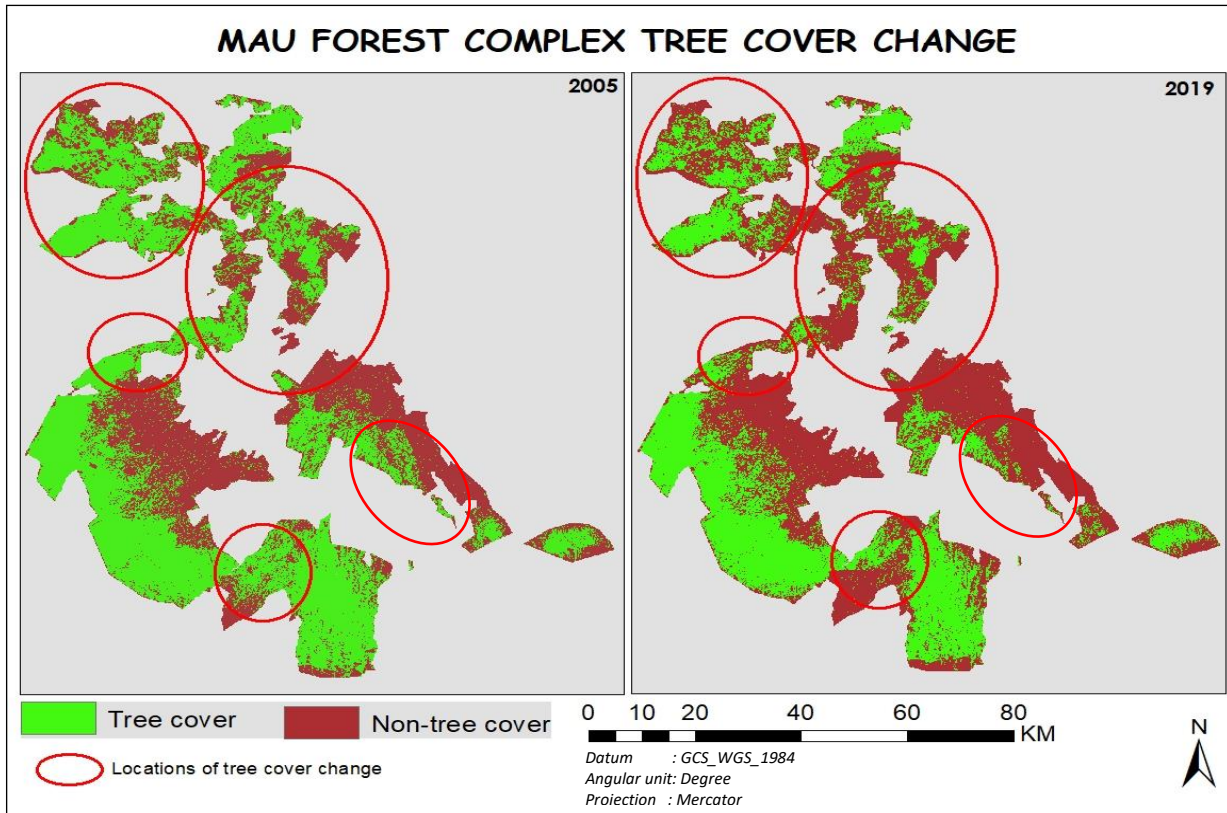 MAU FOREST COMPLEX TREE COVER CHANGE
2005
2019
Tree cover
Non-tree cover
Locations of tree cover change
0 10 20 40 60 80
KM
Datum : GCS_WGS_1984
Angular unit: Degree
Projection : Mercator
N